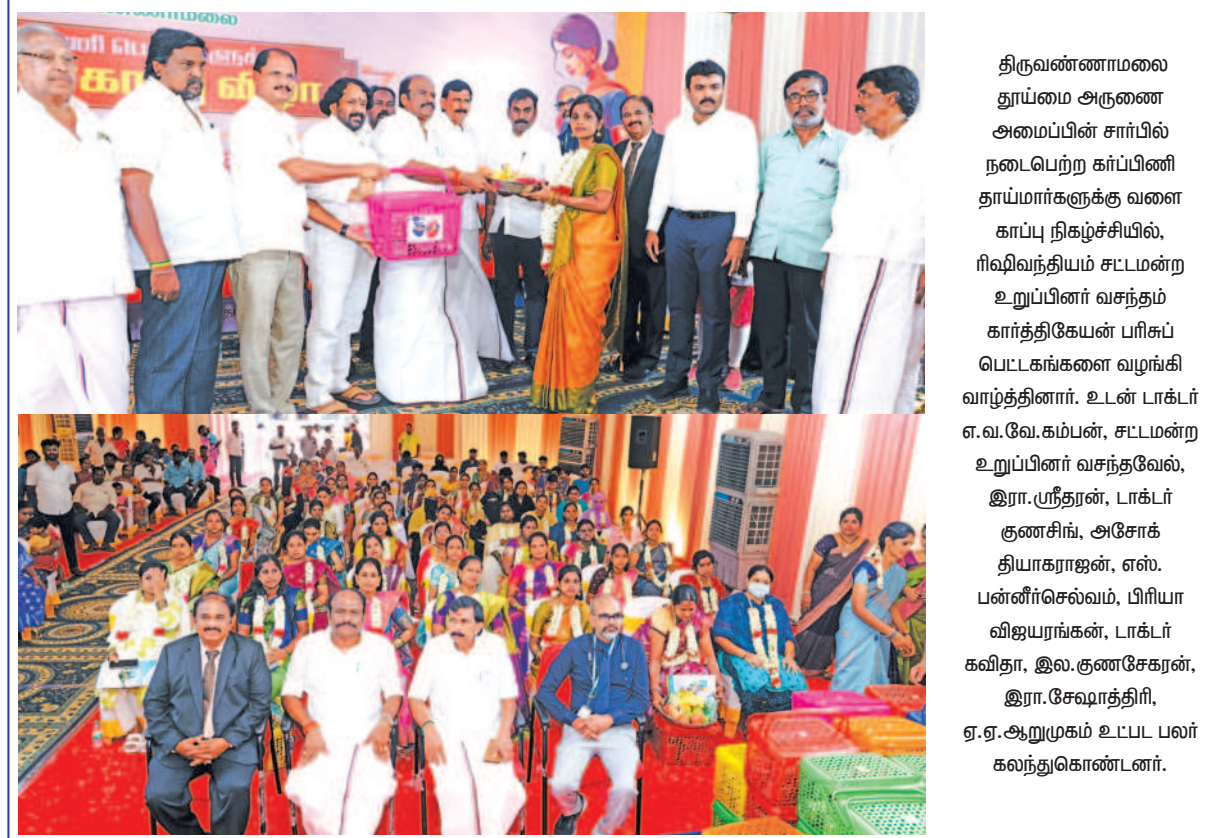 திருவண்ணாமலை
தூய்மை அருணை
அமைப்பின் சார்பில்
நடைபெற்ற கர்ப்பிணி
தாய்மார்களுக்கு வளை
காப்பு நிகழ்ச்சியில்,
ரிஷிவந்தியம் சட்டமன்ற
உறுப்பினர் வசந்தம்
கார்த்திகேயன் பரிசுப்
பெட்டகங்களை வழங்கி
வாழ்த்தினார். உடன் டாக்டர்
எ.வ.வே.கம்பன், சட்டமன்ற
உறுப்பினர் வசந்தவேல்,
இரா.ஸ்ரீதரன், டாக்டர்
குணசிங், அசோக்
தியாகராஜன், எஸ்.
பன்னீர்செல்வம், பிரியா
விஜயரங்கன், டாக்டர்
கவிதா, இல.குணசேகரன்,
இரா.சேஷாத்திரி,
ஏ.ஏ.ஆறுமுகம் உட்பட பலர்
கலந்துகொண்டனர்.